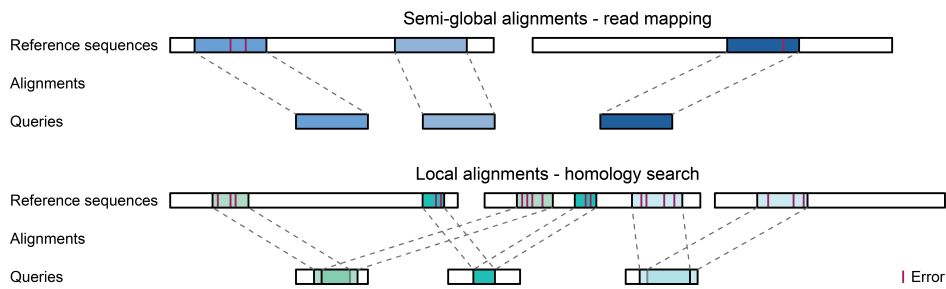 Semi-global alignments - read mapping
Reference sequences
Alignments
Queries
Local alignments - homology search
Reference sequences
Alignments
Queries
Error